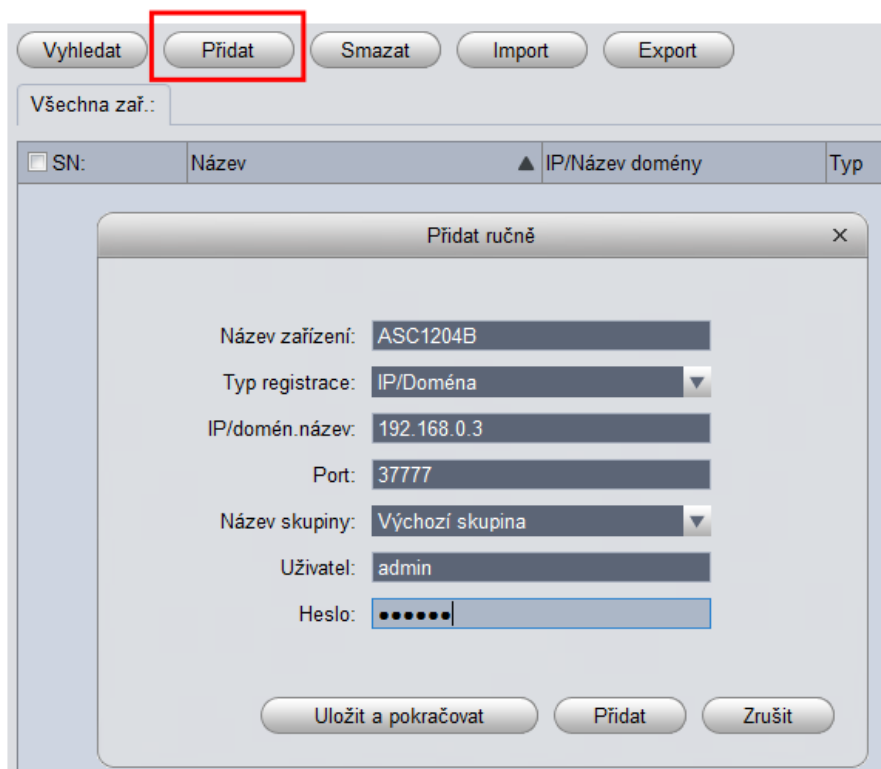 Vyhledat Přidat Smazat Import Export
Všechna zař.:
SN: Název IP/Název domény Typ
Přidat ručně
Název zařízení: ASC1204B
Typ registrace: IP/Doména
IP/domén.název: 192.168.0.3
Port: 37777
Název skupiny: Výchozí skupina
Uživatel: admin
Heslo: ●●●●●●
Uložit a pokračovat Přidat Zrušit